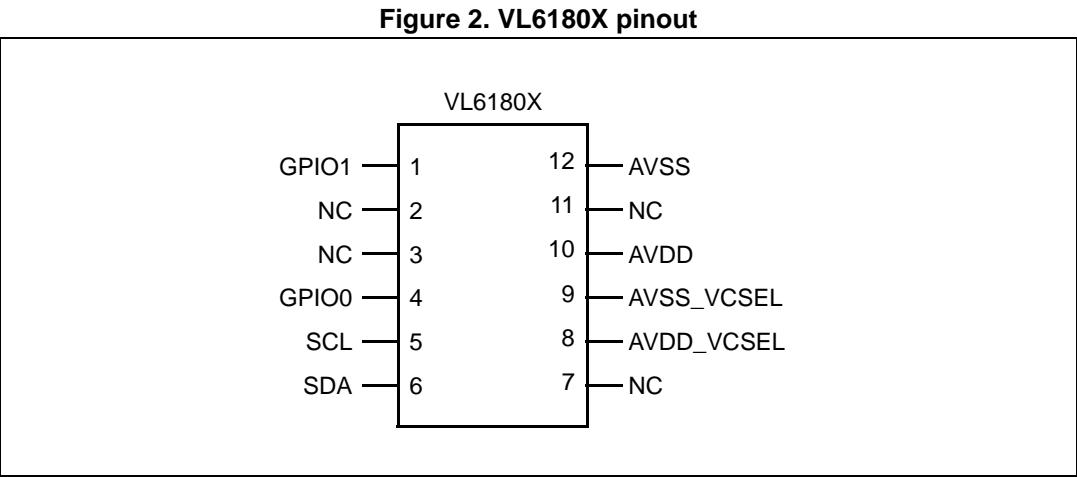 Figure 2. VL6180X pinout
VL6180X
GPIO1 1 12 AVSS
NC 2 11 NC
NC 3 10 AVDD
GPIO0 4 9 AVSS_VCSEL
SCL 5 8 AVDD_VCSEL
SDA 6 7 NC